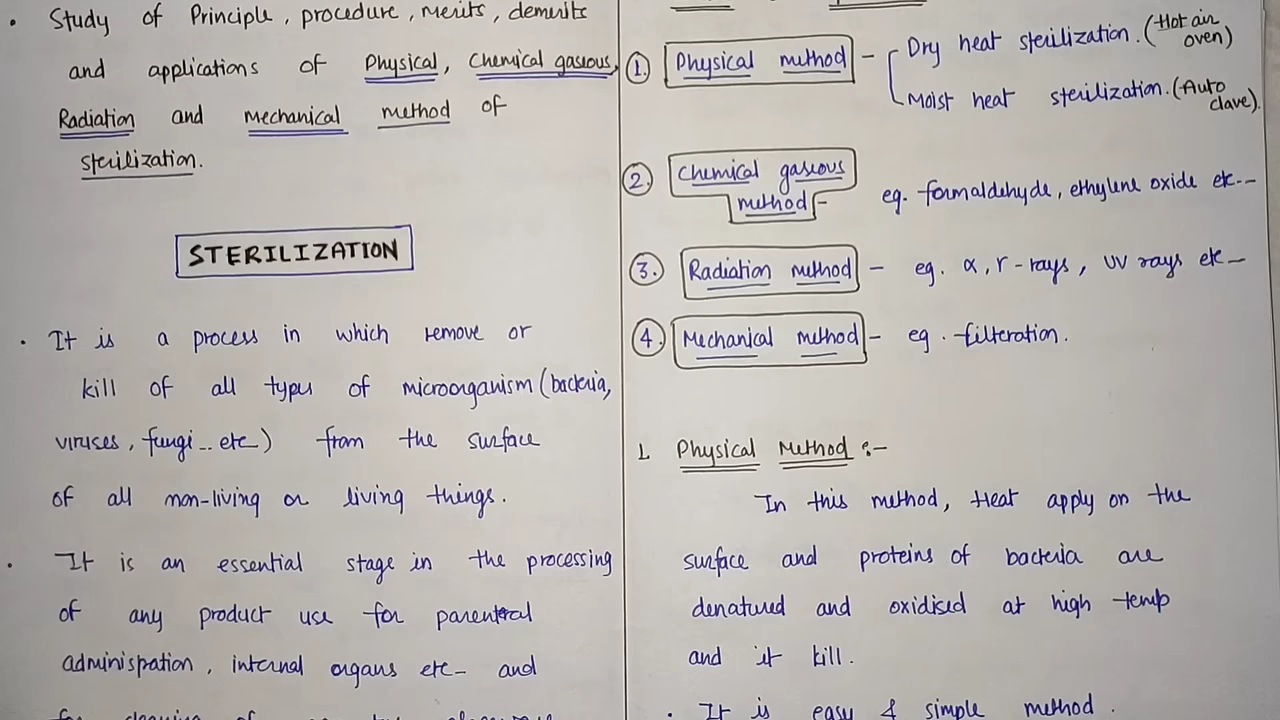 • Study of Principle, procedure, merits, demerits
and applications of Physical, Chemical gaseous,
Radiation and Mechanical method of
sterilization.
STERILIZATION
• It is a process in which remove or
kill of all types of microorganism (bacteria,
viruses, fungi .. etc) from the surface
of all non-living or living things.
• It is an essential stage in the processing
of any product use for parentral
administration, internal organs etc- and
1. Physical method - Dry heat sterilization. (Hot air oven)
Moist heat sterilization. (Auto clave).
2. Chemical gaseous
method - eg. formaldehyde, ethylene oxide etc--
3. Radiation method - eg. α, r-rays, UV rays etc-
4. Mechanical method - eg. filteration.
1. Physical Method :-
In this method, Heat apply on the
surface and proteins of bacteria are
denatured and oxidised at high temp
and it kill.
• It is easy & simple method.